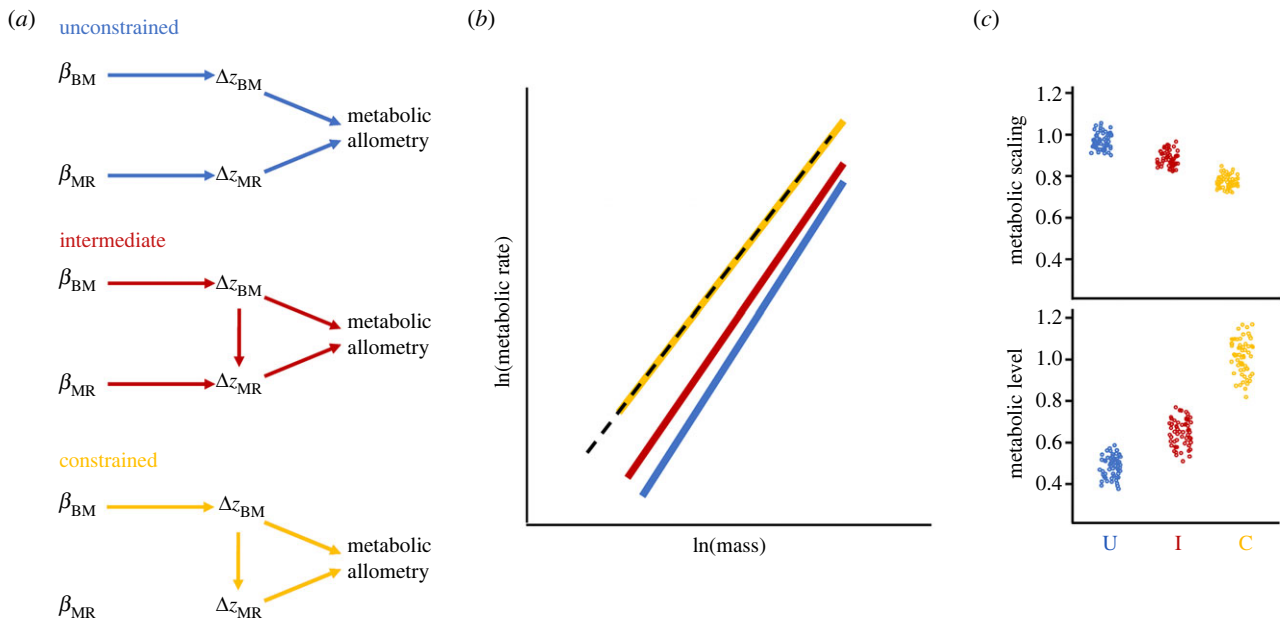 (a)
unconstrained
βBM
ΔzBM
metabolic
allometry
βMR
ΔzMR
intermediate
βBM
ΔzBM
metabolic
allometry
βMR
ΔzMR
constrained
βBM
ΔzBM
metabolic
allometry
βMR
ΔzMR
(b)
ln(metabolic rate)
ln(mass)
(c)
metabolic scaling
1.2
1.0
0.8
0.6
0.4
metabolic level
1.2
1.0
0.8
0.6
0.4
U I C